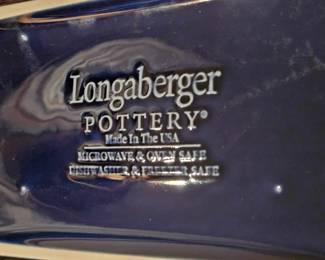 Longaberger
POTTERY®
Made In The USA
MICROWAVE & OVEN SAFE
DISHWASHER & FREEZER SAFE